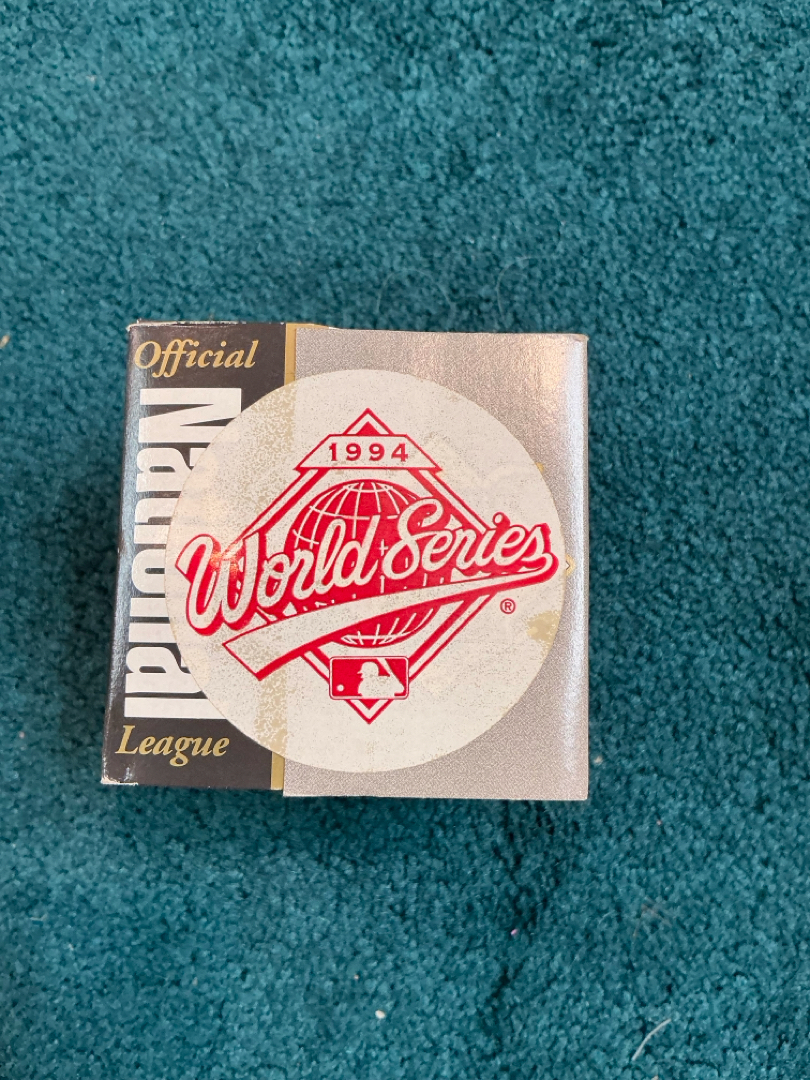 Official
National
League
1994
World Series
®